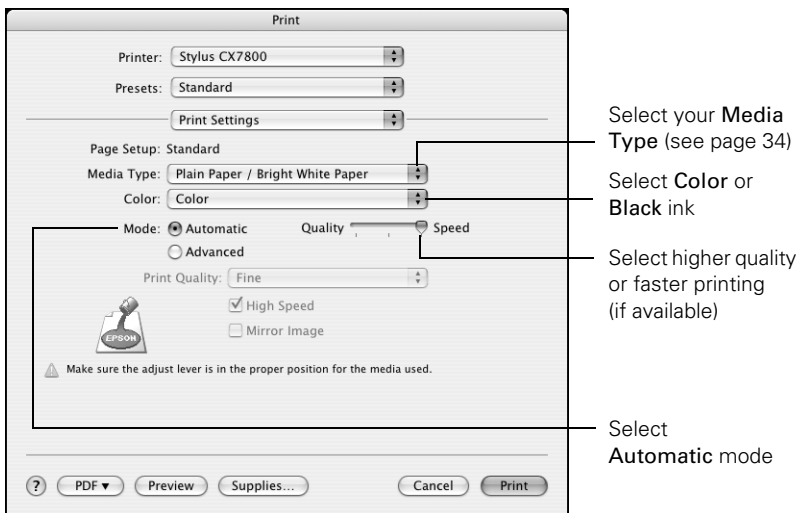 Print
Printer: Stylus CX7800
Presets: Standard
Print Settings
Page Setup: Standard
Media Type: Plain Paper / Bright White Paper
Color: Color
Mode: Automatic Quality Speed
Advanced
Print Quality: Fine
High Speed
Mirror Image
EPSON
Make sure the adjust lever is in the proper position for the media used.
? PDF Preview Supplies... Cancel Print
Select your Media
Type (see page 34)
Select Color or
Black ink
Select higher quality
or faster printing
(if available)
Select
Automatic mode